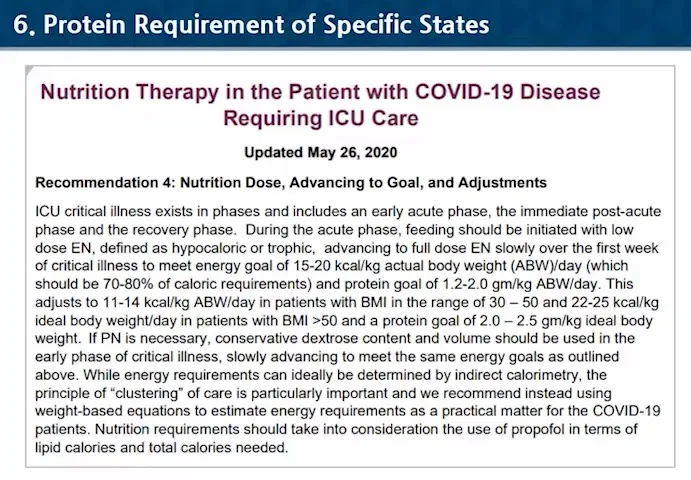 6. Protein Requirement of Specific States
Nutrition Therapy in the Patient with COVID-19 Disease
Requiring ICU Care
Updated May 26, 2020
Recommendation 4: Nutrition Dose, Advancing to Goal, and Adjustments
ICU critical illness exists in phases and includes an early acute phase, the immediate post-acute
phase and the recovery phase.  During the acute phase, feeding should be initiated with low
dose EN, defined as hypocaloric or trophic,  advancing to full dose EN slowly over the first week
of critical illness to meet energy goal of 15-20 kcal/kg actual body weight (ABW)/day (which
should be 70-80% of caloric requirements) and protein goal of 1.2-2.0 gm/kg ABW/day. This
adjusts to 11-14 kcal/kg ABW/day in patients with BMI in the range of 30 – 50 and 22-25 kcal/kg
ideal body weight/day in patients with BMI >50 and a protein goal of 2.0 – 2.5 gm/kg ideal body
weight.  If PN is necessary, conservative dextrose content and volume should be used in the
early phase of critical illness, slowly advancing to meet the same energy goals as outlined
above. While energy requirements can ideally be determined by indirect calorimetry, the
principle of “clustering” of care is particularly important and we recommend instead using
weight-based equations to estimate energy requirements as a practical matter for the COVID-19
patients. Nutrition requirements should take into consideration the use of propofol in terms of
lipid calories and total calories needed.